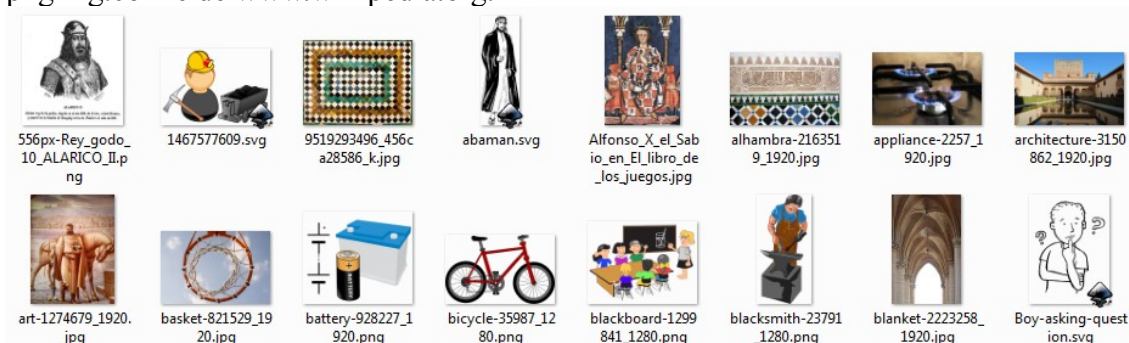 556px-Rey_godo_
10_ALARICO_II.p
ng
1467577609.svg
9519293496_456c
a28586_k.jpg
abaman.svg
Alfonso_X_el_Sab
io_en_El_libro_de
_los_juegos.jpg
alhambra-216351
9_1920.jpg
appliance-2257_1
920.jpg
architecture-3150
862_1920.jpg
art-1274679_1920.
jpg
basket-821529_19
20.jpg
battery-928227_1
920.png
bicycle-35987_12
80.png
blackboard-1299
841_1280.png
blacksmith-23791
_1280.png
blanket-2223258_
1920.jpg
Boy-asking-quest
ion.svg